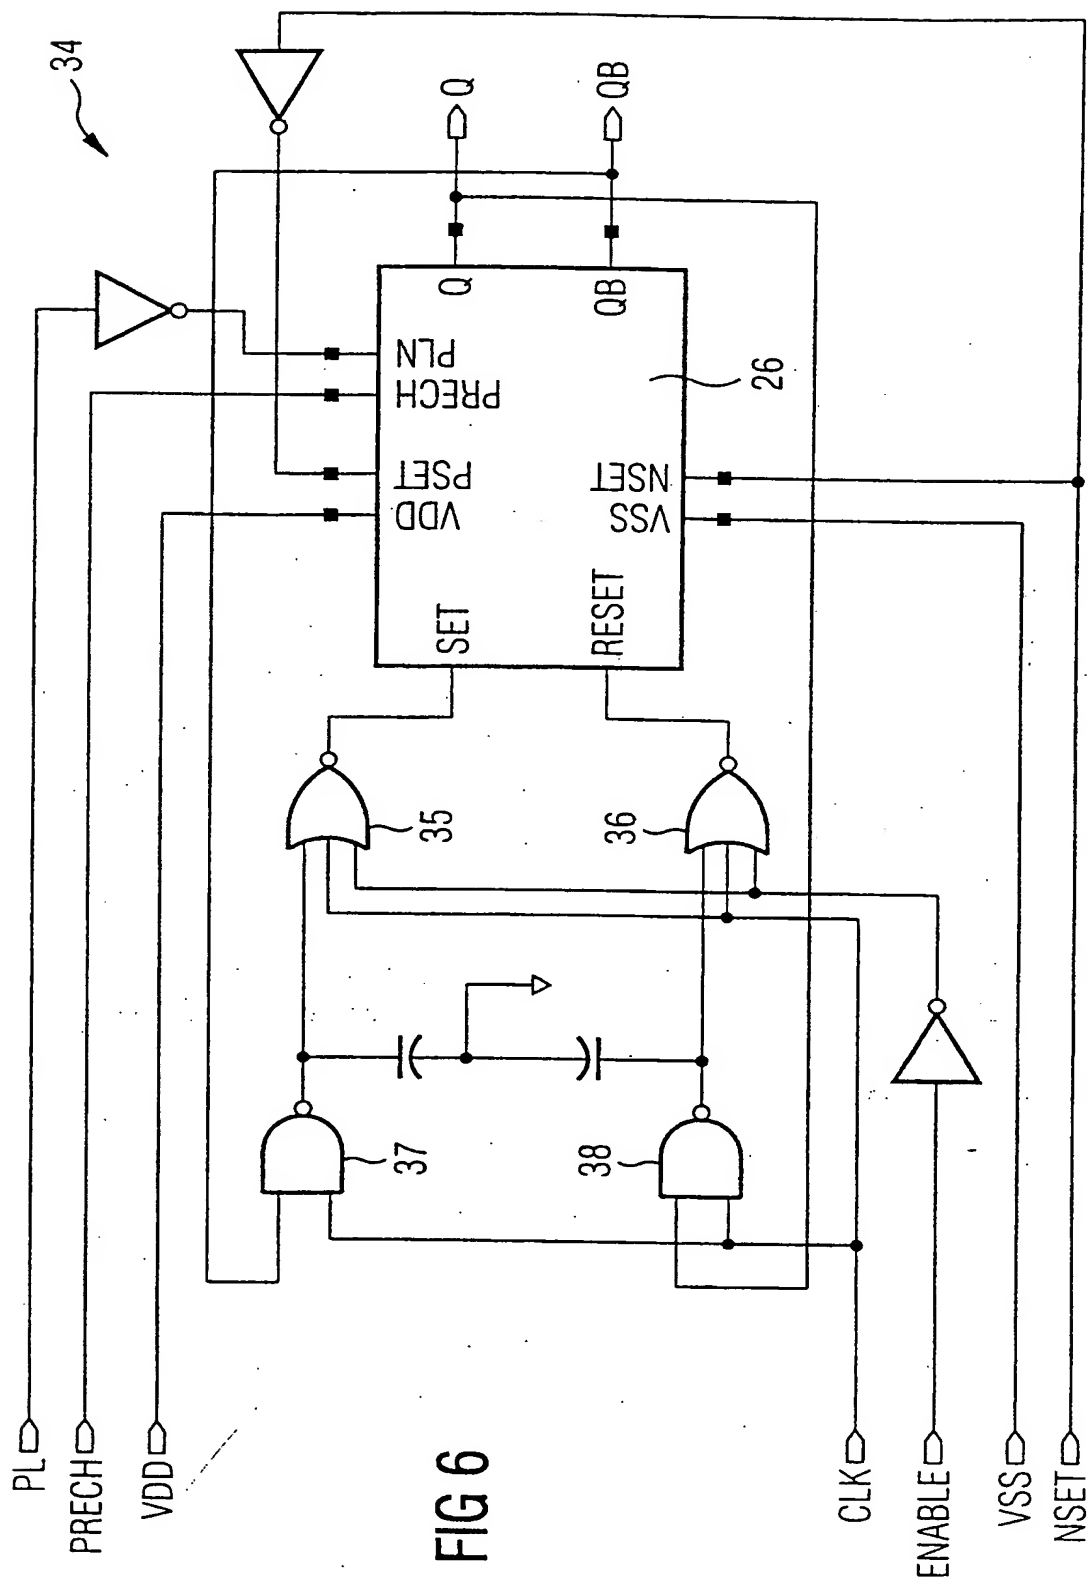 34
PL
PRECH
VDD
Q
QB
PLN
PRECH
PSET
VDD
Q
QB
NSET
VSS
SET
RESET
26
35
36
37
38
CLK
ENABLE
VSS
NSET
FIG 6